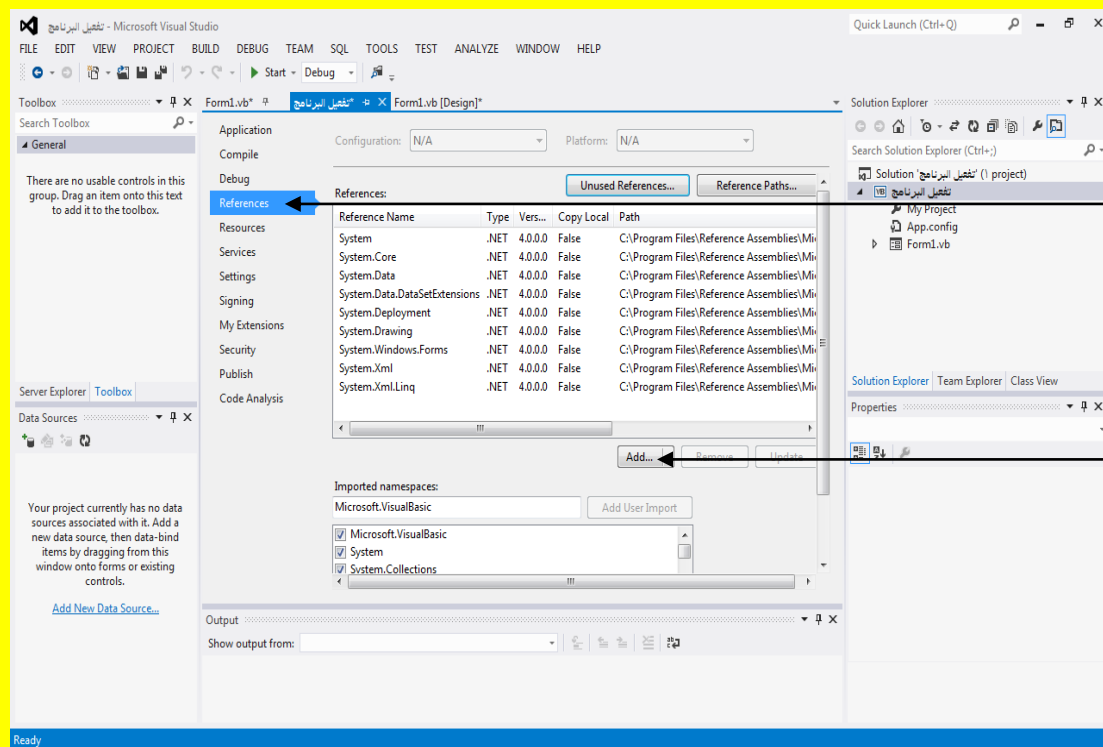 تفعيل البرنامج - Microsoft Visual Studio
Quick Launch (Ctrl+Q)
FILE EDIT VIEW PROJECT BUILD DEBUG TEAM SQL TOOLS TEST ANALYZE WINDOW HELP
Start Debug
Toolbox
Search Toolbox
General
There are no usable controls in this
group. Drag an item onto this text
to add it to the toolbox.
Server Explorer Toolbox
Data Sources
Your project currently has no data
sources associated with it. Add a
new data source, then data-bind
items by dragging from this
window onto forms or existing
controls.
Add New Data Source...
Form1.vb* تفعيل البرنامج* Form1.vb [Design]*
Application
Compile
Debug
References
Resources
Services
Settings
Signing
My Extensions
Security
Publish
Code Analysis
Configuration: N/A Platform: N/A
References: Unused References... Reference Paths...
Reference Name Type Vers... Copy Local Path
System .NET 4.0.0.0 False C:\Program Files\Reference Assemblies\Mi
System.Core .NET 4.0.0.0 False C:\Program Files\Reference Assemblies\Mi
System.Data .NET 4.0.0.0 False C:\Program Files\Reference Assemblies\Mi
System.Data.DataSetExtensions .NET 4.0.0.0 False C:\Program Files\Reference Assemblies\Mi
System.Deployment .NET 4.0.0.0 False C:\Program Files\Reference Assemblies\Mi
System.Drawing .NET 4.0.0.0 False C:\Program Files\Reference Assemblies\Mi
System.Windows.Forms .NET 4.0.0.0 False C:\Program Files\Reference Assemblies\Mi
System.Xml .NET 4.0.0.0 False C:\Program Files\Reference Assemblies\Mi
System.Xml.Linq .NET 4.0.0.0 False C:\Program Files\Reference Assemblies\Mi
Add... Remove Update
Imported namespaces:
Microsoft.VisualBasic Add User Import
Microsoft.VisualBasic
System
System.Collections
Output
Show output from:
Solution Explorer
Search Solution Explorer (Ctrl+;)
Solution 'تفعيل البرنامج' (١ project)
تفعيل البرنامج
My Project
App.config
Form1.vb
Solution Explorer Team Explorer Class View
Properties
Ready